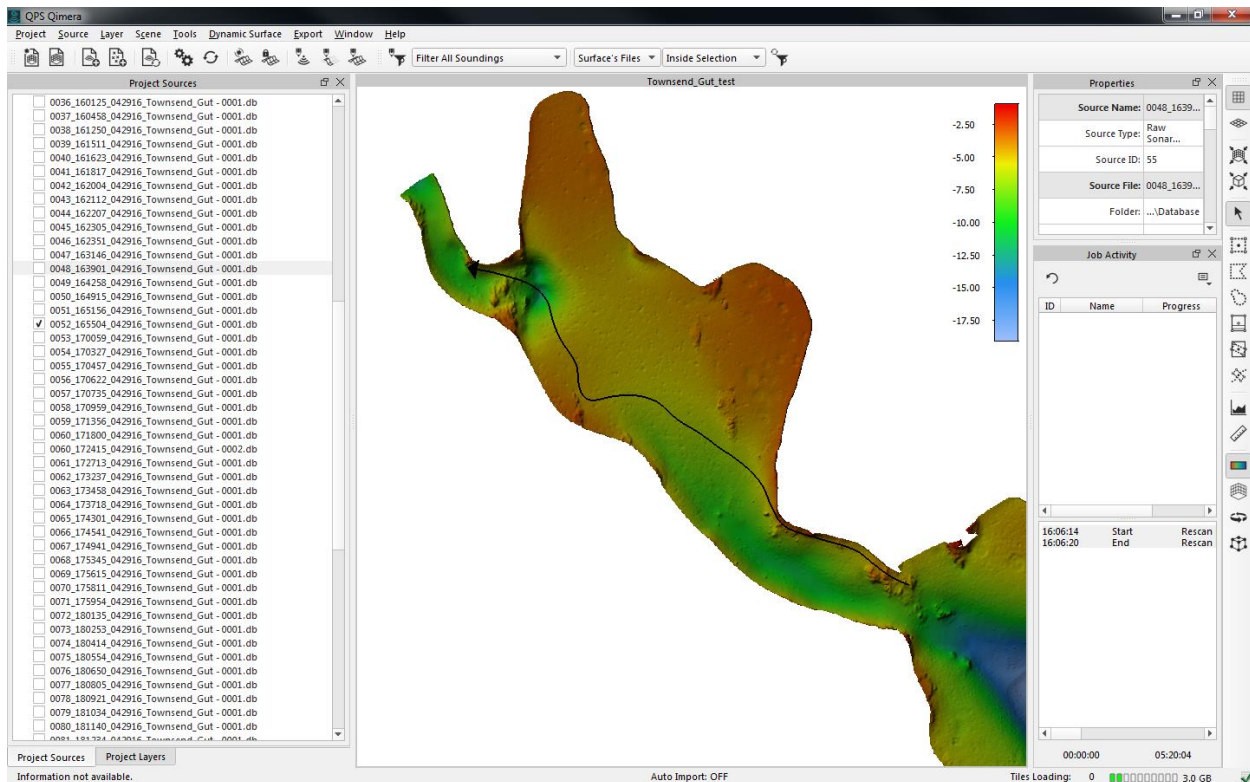 QPS Qimera
Project Source Layer Scene Tools Dynamic Surface Export Window Help
Filter All Soundings Surface's Files Inside Selection
Project Sources
0036_160125_042916_Townsend_Gut - 0001.db
0037_160458_042916_Townsend_Gut - 0001.db
0038_161250_042916_Townsend_Gut - 0001.db
0039_161511_042916_Townsend_Gut - 0001.db
0040_161623_042916_Townsend_Gut - 0001.db
0041_161817_042916_Townsend_Gut - 0001.db
0042_162004_042916_Townsend_Gut - 0001.db
0043_162112_042916_Townsend_Gut - 0001.db
0044_162207_042916_Townsend_Gut - 0001.db
0045_162305_042916_Townsend_Gut - 0001.db
0046_162351_042916_Townsend_Gut - 0001.db
0047_163146_042916_Townsend_Gut - 0001.db
0048_163901_042916_Townsend_Gut - 0001.db
0049_164258_042916_Townsend_Gut - 0001.db
0050_164915_042916_Townsend_Gut - 0001.db
0051_165156_042916_Townsend_Gut - 0001.db
0052_165504_042916_Townsend_Gut - 0001.db
0053_170059_042916_Townsend_Gut - 0001.db
0054_170327_042916_Townsend_Gut - 0001.db
0055_170457_042916_Townsend_Gut - 0001.db
0056_170622_042916_Townsend_Gut - 0001.db
0057_170735_042916_Townsend_Gut - 0001.db
0058_170959_042916_Townsend_Gut - 0001.db
0059_171356_042916_Townsend_Gut - 0001.db
0060_171800_042916_Townsend_Gut - 0001.db
0060_172415_042916_Townsend_Gut - 0002.db
0061_172713_042916_Townsend_Gut - 0001.db
0062_173237_042916_Townsend_Gut - 0001.db
0063_173458_042916_Townsend_Gut - 0001.db
0064_173718_042916_Townsend_Gut - 0001.db
0065_174301_042916_Townsend_Gut - 0001.db
0066_174541_042916_Townsend_Gut - 0001.db
0067_174941_042916_Townsend_Gut - 0001.db
0068_175345_042916_Townsend_Gut - 0001.db
0069_175615_042916_Townsend_Gut - 0001.db
0070_175811_042916_Townsend_Gut - 0001.db
0071_175954_042916_Townsend_Gut - 0001.db
0072_180135_042916_Townsend_Gut - 0001.db
0073_180253_042916_Townsend_Gut - 0001.db
0074_180414_042916_Townsend_Gut - 0001.db
0075_180554_042916_Townsend_Gut - 0001.db
0076_180650_042916_Townsend_Gut - 0001.db
0077_180805_042916_Townsend_Gut - 0001.db
0078_180921_042916_Townsend_Gut - 0001.db
0079_181034_042916_Townsend_Gut - 0001.db
0080_181140_042916_Townsend_Gut - 0001.db
0081_181234_042916_Townsend_Gut - 0001.db
Project Sources Project Layers
Townsend_Gut_test
-2.50
-5.00
-7.50
-10.00
-12.50
-15.00
-17.50
Properties
Source Name: 0048_1639...
Source Type: Raw Sonar...
Source ID: 55
Source File: 0048_1639...
Folder: ...\Database
Job Activity
ID Name Progress
16:06:14 Start Rescan
16:06:20 End Rescan
00:00:00 05:20:04
Information not available. Auto Import: OFF Tiles Loading: 0 3.0 GB